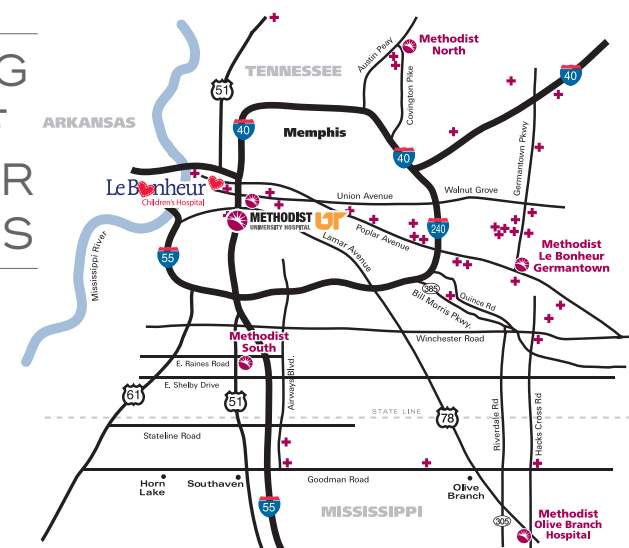 G
R
S
TENNESSEE
ARKANSAS
MISSISSIPPI
Methodist
North
Austin Peay
Covington Pike
51
40
40
40
Memphis
Germantown Pkwy
Le Bonheur
Children's Hospital
Union Avenue
Walnut Grove
METHODIST
UNIVERSITY HOSPITAL
UT
Poplar Avenue
Lamar Avenue
240
55
Mississippi River
Methodist
Le Bonheur
Germantown
385
Quince Rd
Bill Morris Pkwy.
Winchester Road
Methodist
South
E. Raines Road
E. Shelby Drive
Airways Blvd.
61
51
78
STATE LINE
Stateline Road
Riverdale Rd
Hacks Cross Rd
Goodman Road
Horn
Lake
Southaven
Olive
Branch
55
305
Methodist
Olive Branch
Hospital